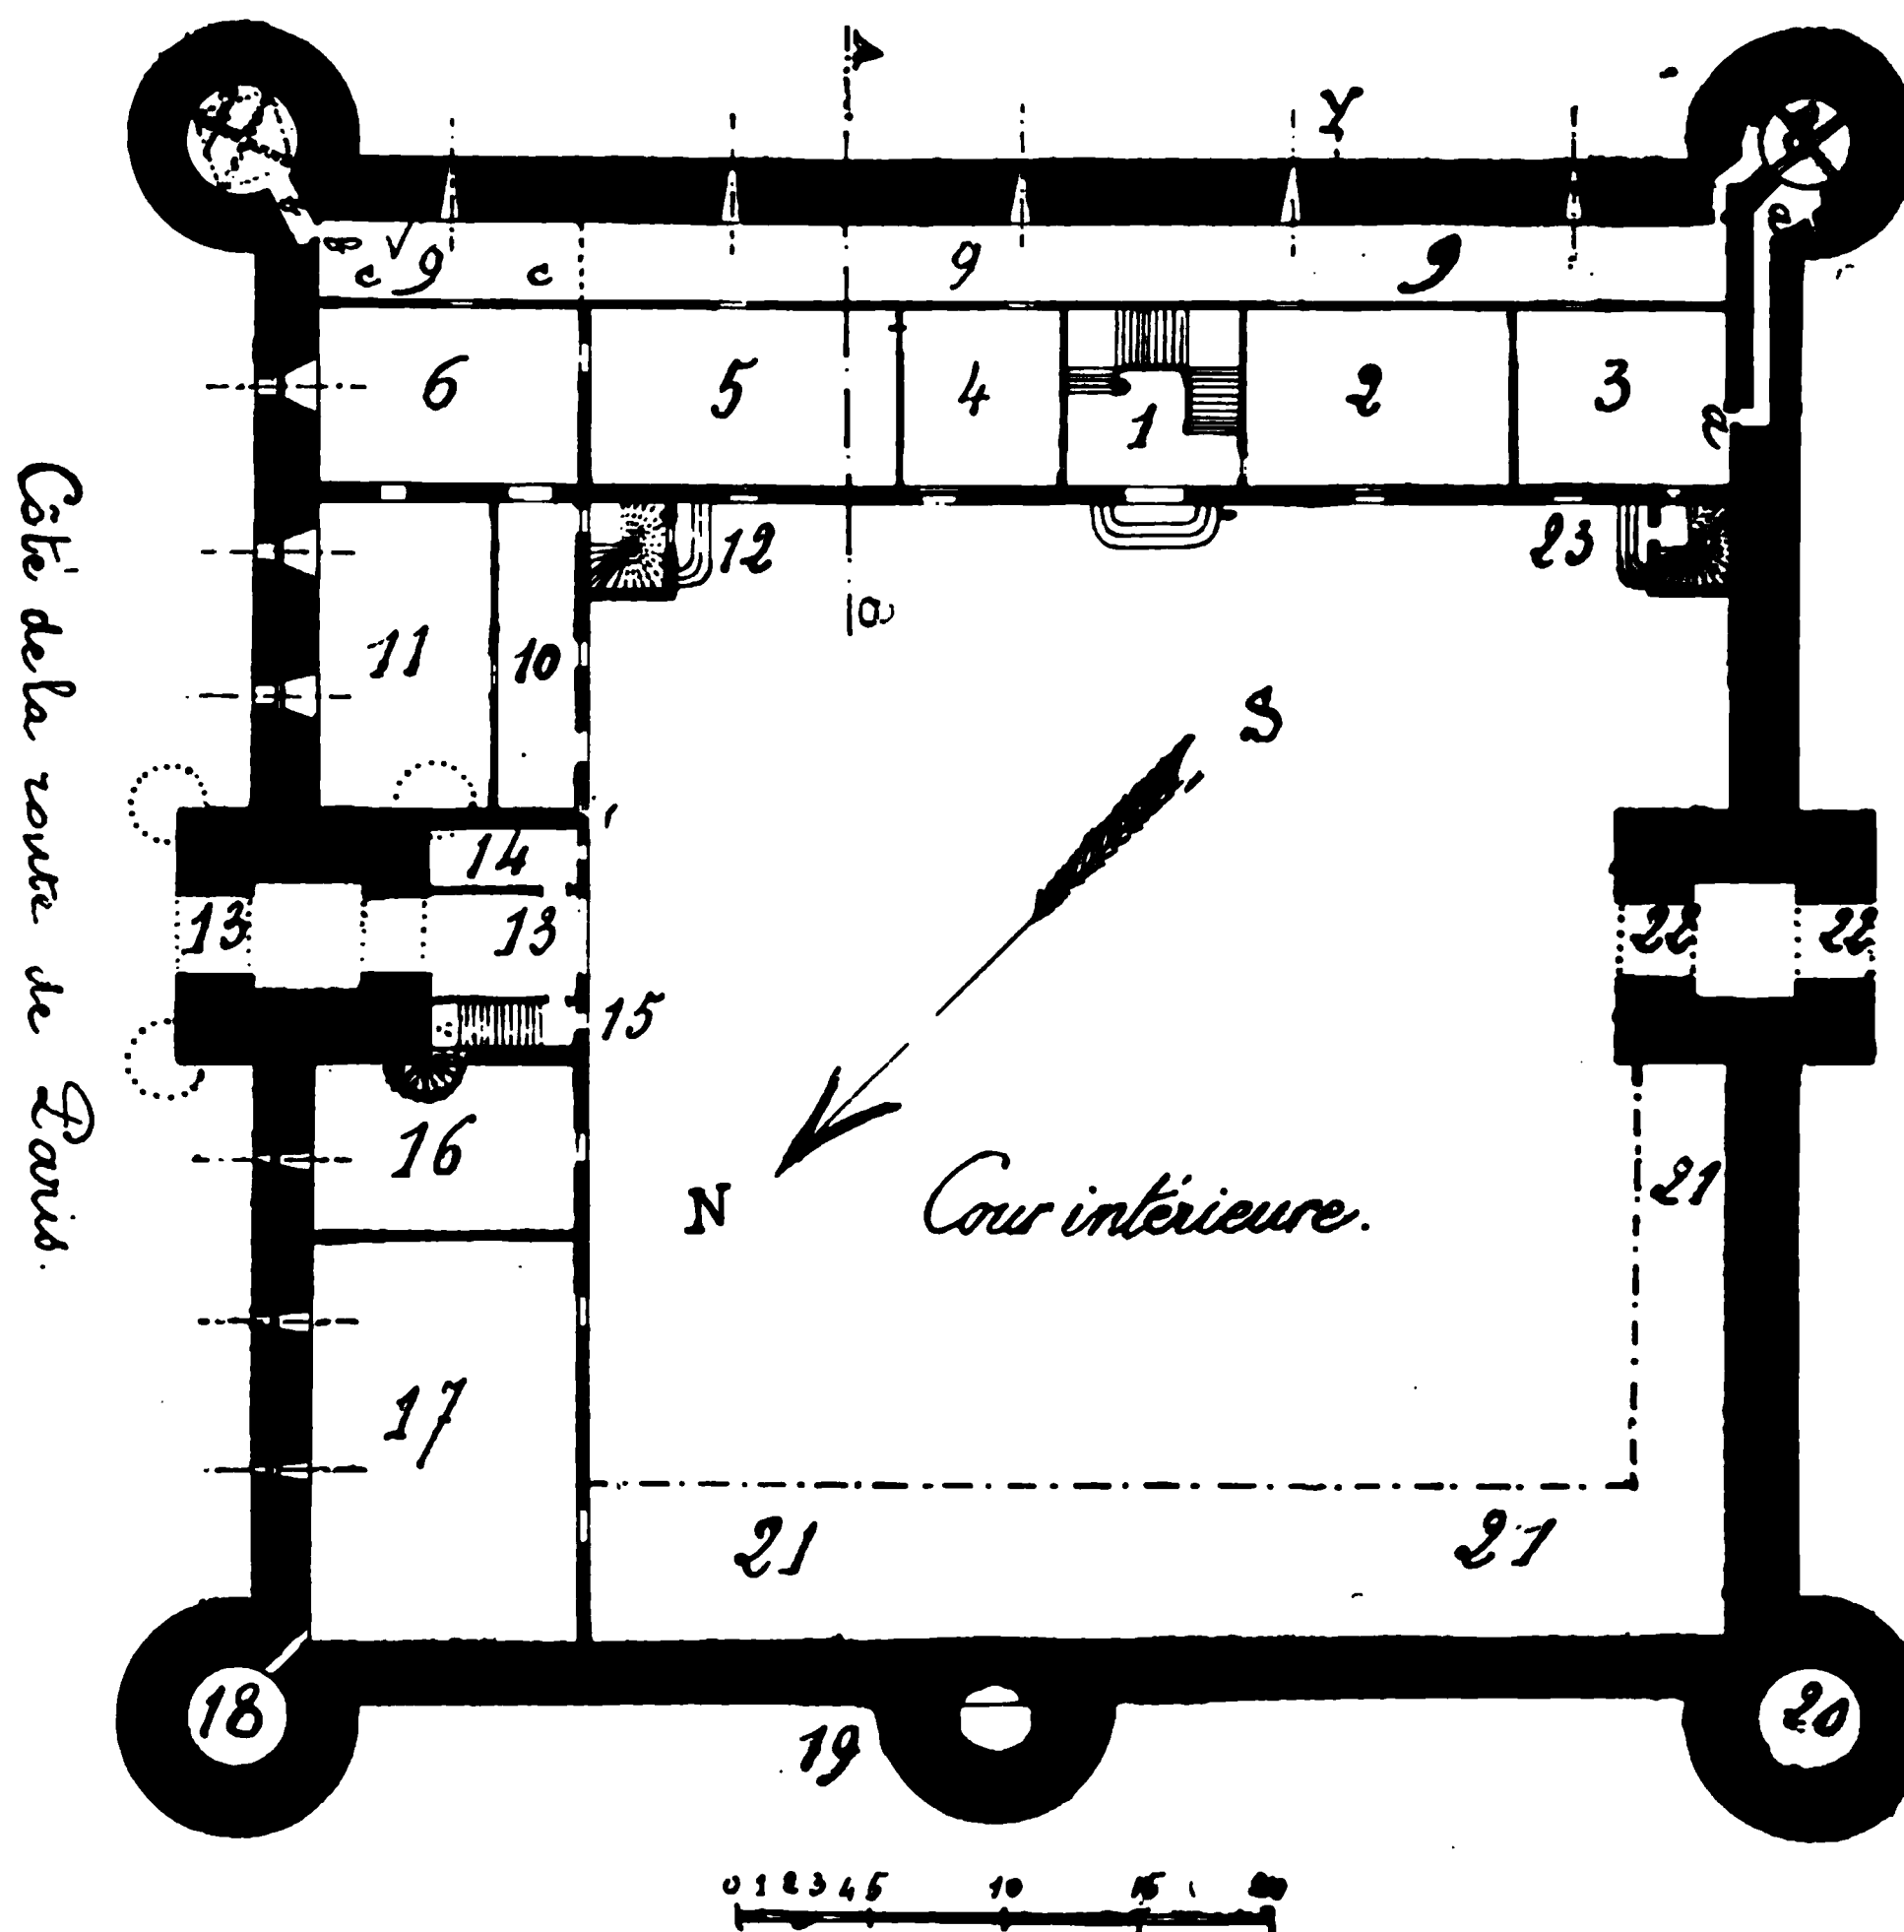 Y
c 9 c 9 9 e
6 5 4 1 2 3 a
12 23
a
11 10
S
14
13 13 22 22
15
16
N Cour intérieure. 21
17
21 21
18 19 20
0 1 2 3 4 5 10 15
Côté de la route de Paris.